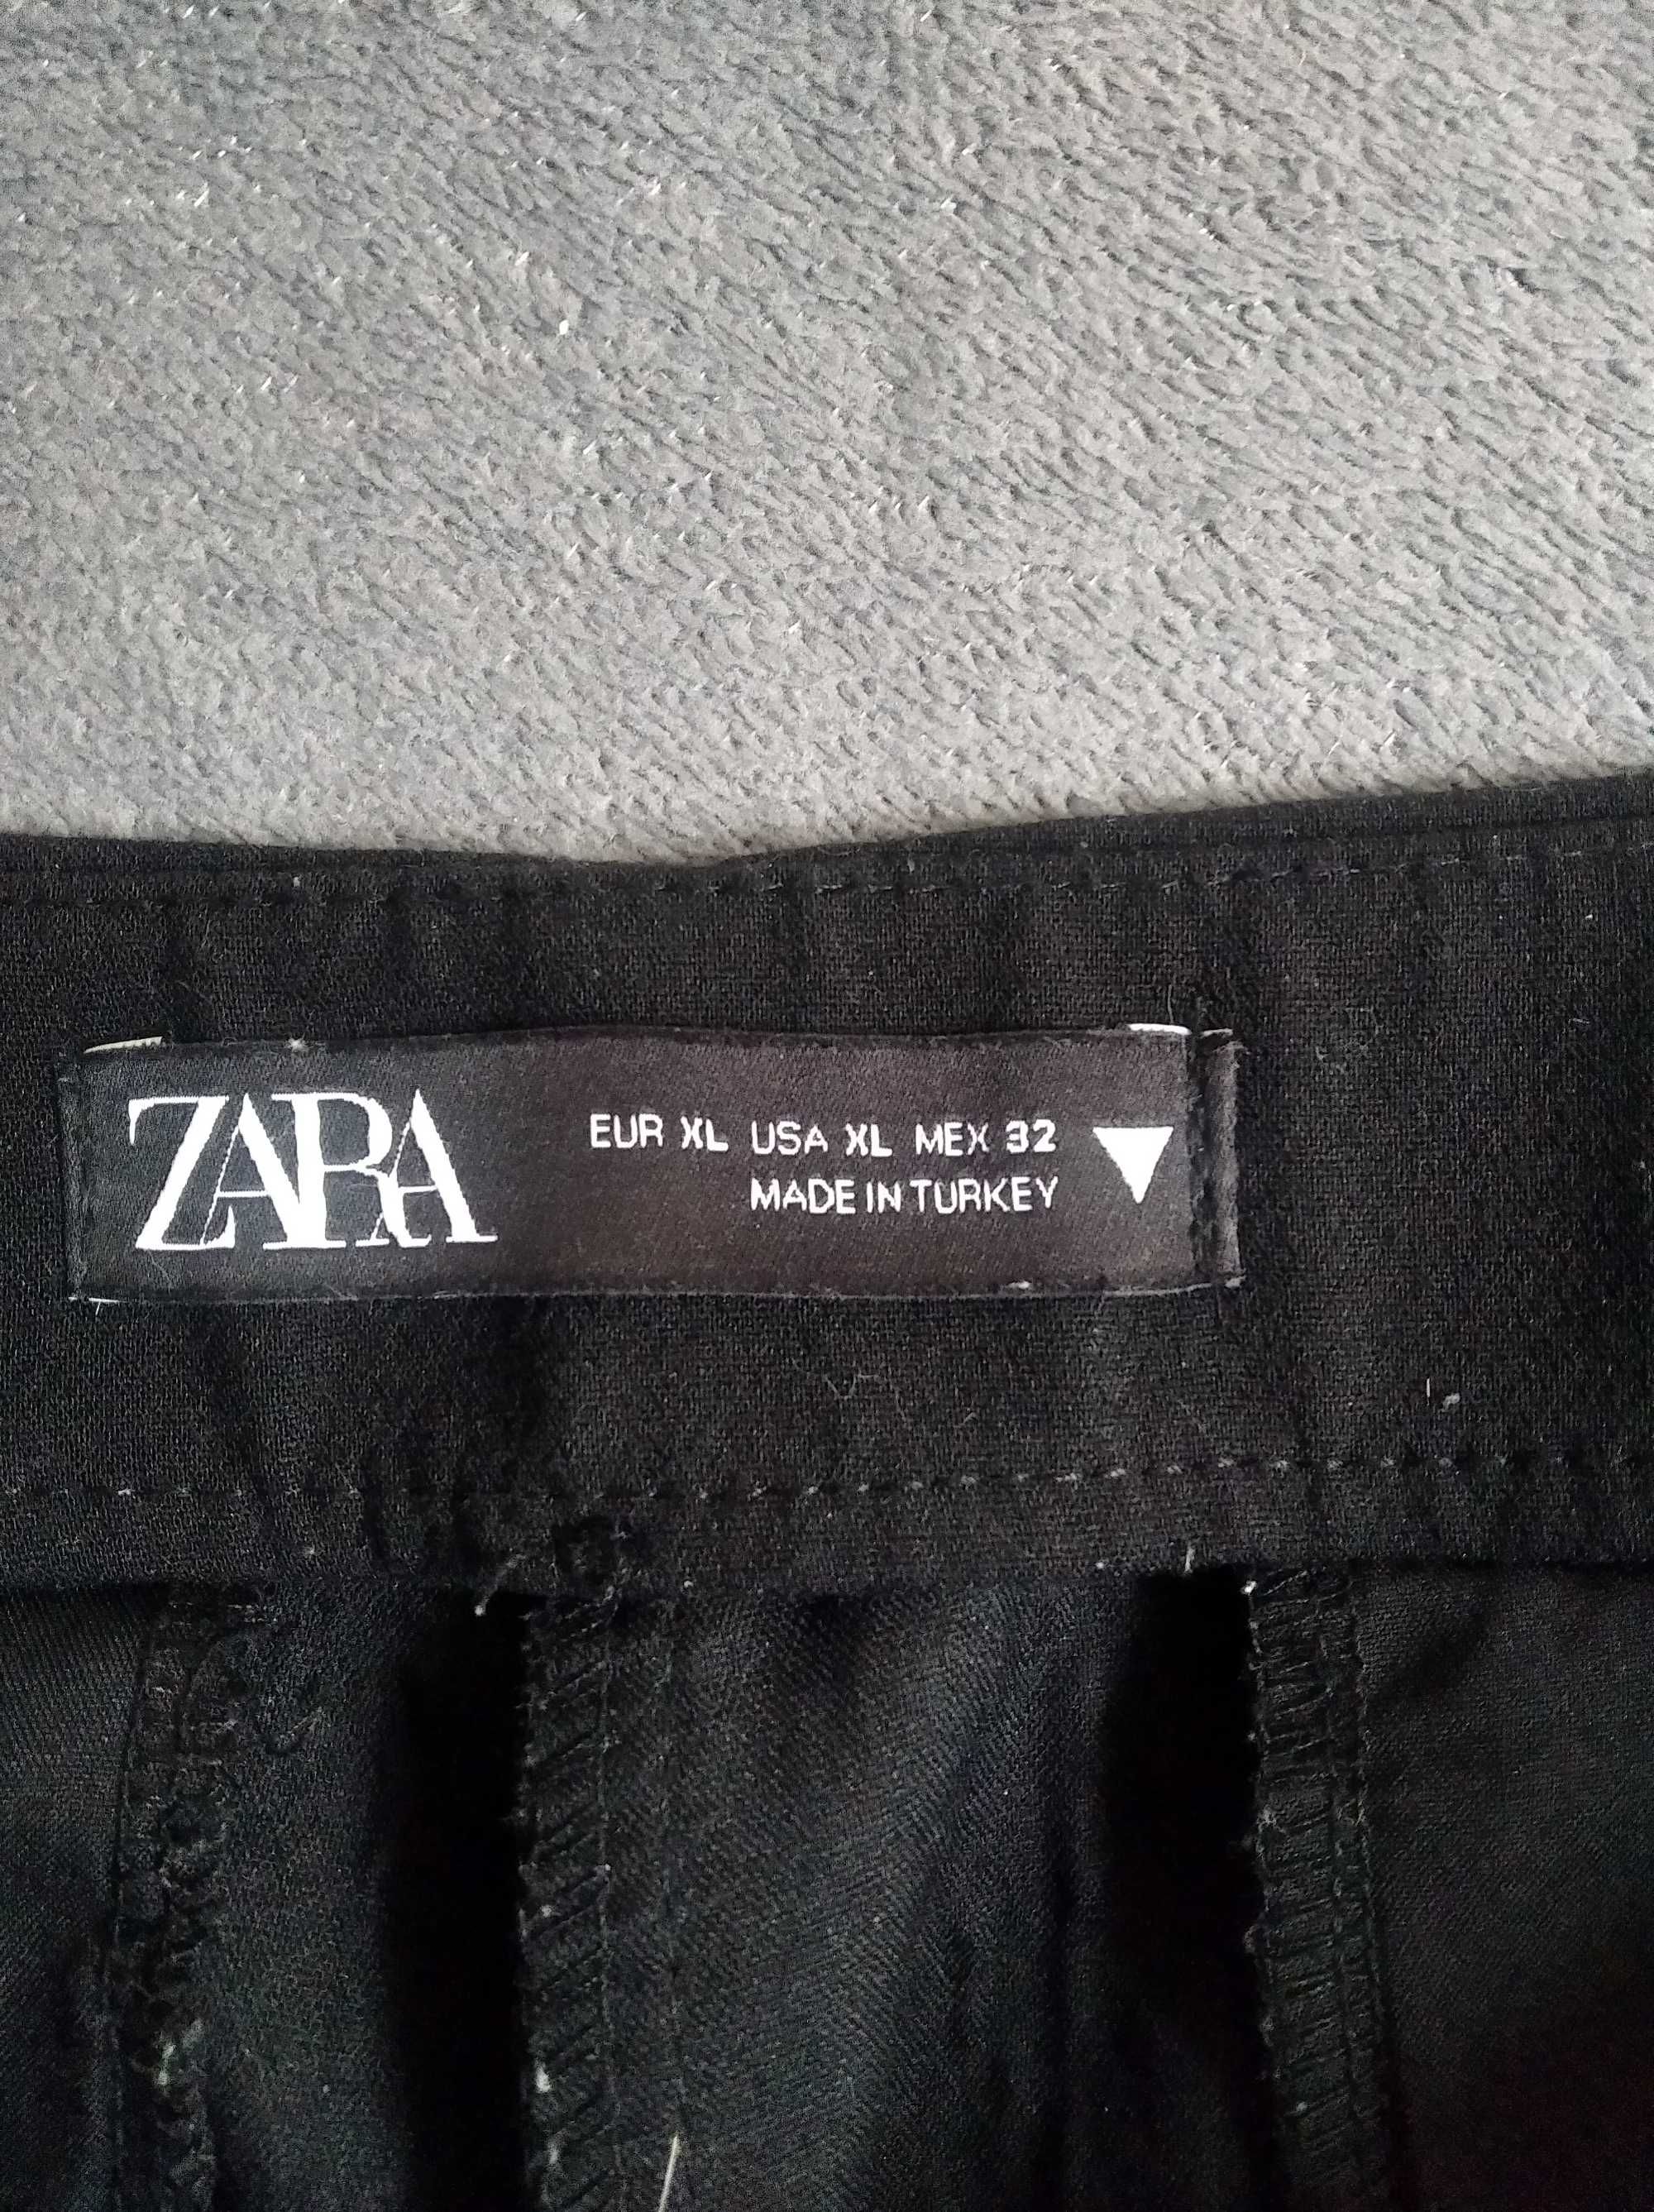 ZARA
EUR XL USA XL MEX 32
MADE IN TURKEY